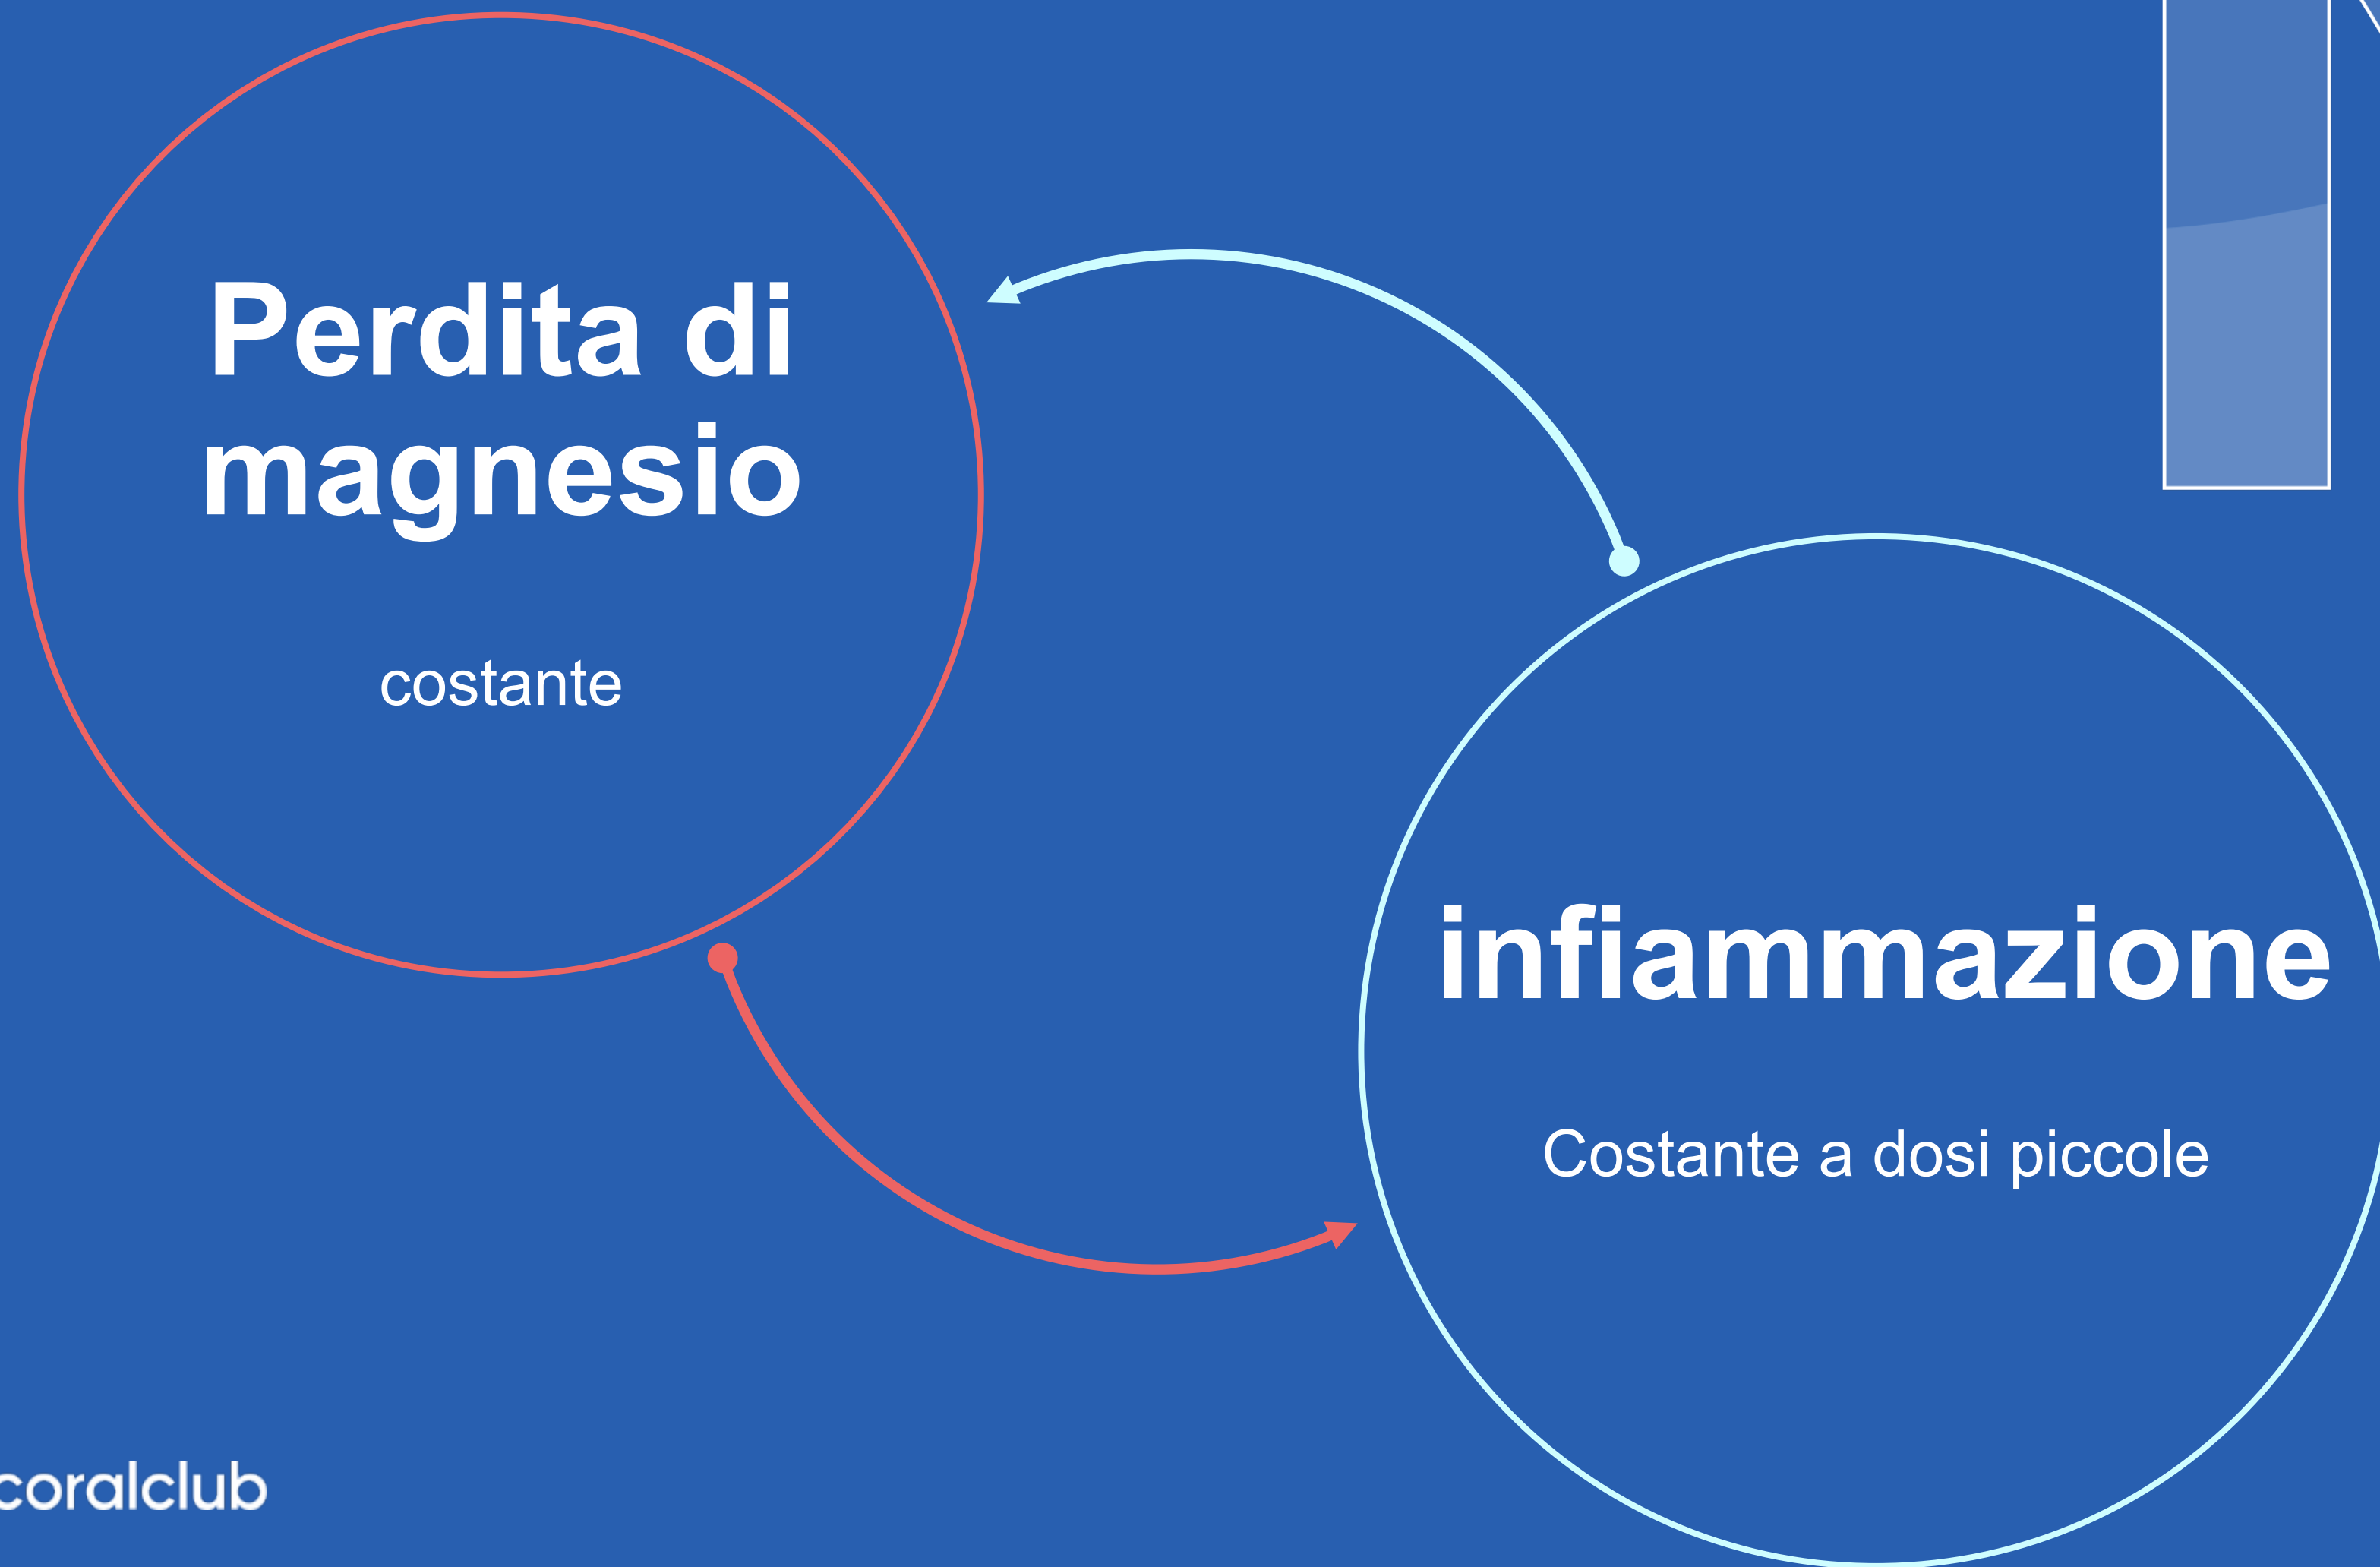 Perdita di
magnesio
costante
infiammazione
Costante a dosi piccole
coralclub